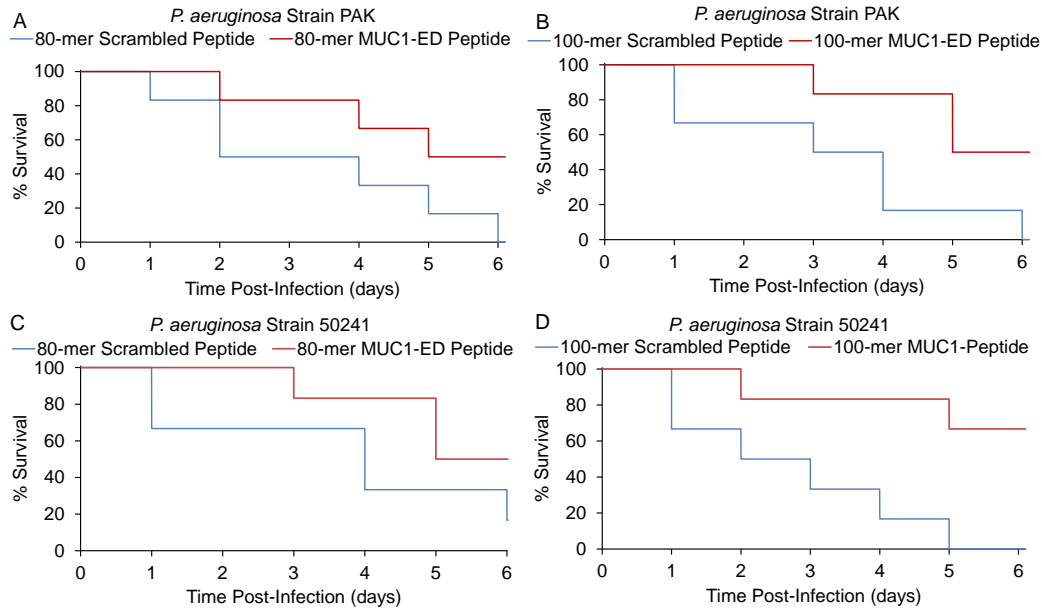 A
P. aeruginosa Strain PAK
80-mer Scrambled Peptide 80-mer MUC1-ED Peptide
100
80
60
40
20
0
% Survival
0 1 2 3 4 5 6
Time Post-Infection (days)
B
P. aeruginosa Strain PAK
100-mer Scrambled Peptide 100-mer MUC1-ED Peptide
100
80
60
40
20
0
% Survival
0 1 2 3 4 5 6
Time Post-Infection (days)
C
P. aeruginosa Strain 50241
80-mer Scrambled Peptide 80-mer MUC1-ED Peptide
100
80
60
40
20
0
% Survival
0 1 2 3 4 5 6
Time Post-Infection (days)
D
P. aeruginosa Strain 50241
100-mer Scrambled Peptide 100-mer MUC1-Peptide
100
80
60
40
20
0
% Survival
0 1 2 3 4 5 6
Time Post-Infection (days)